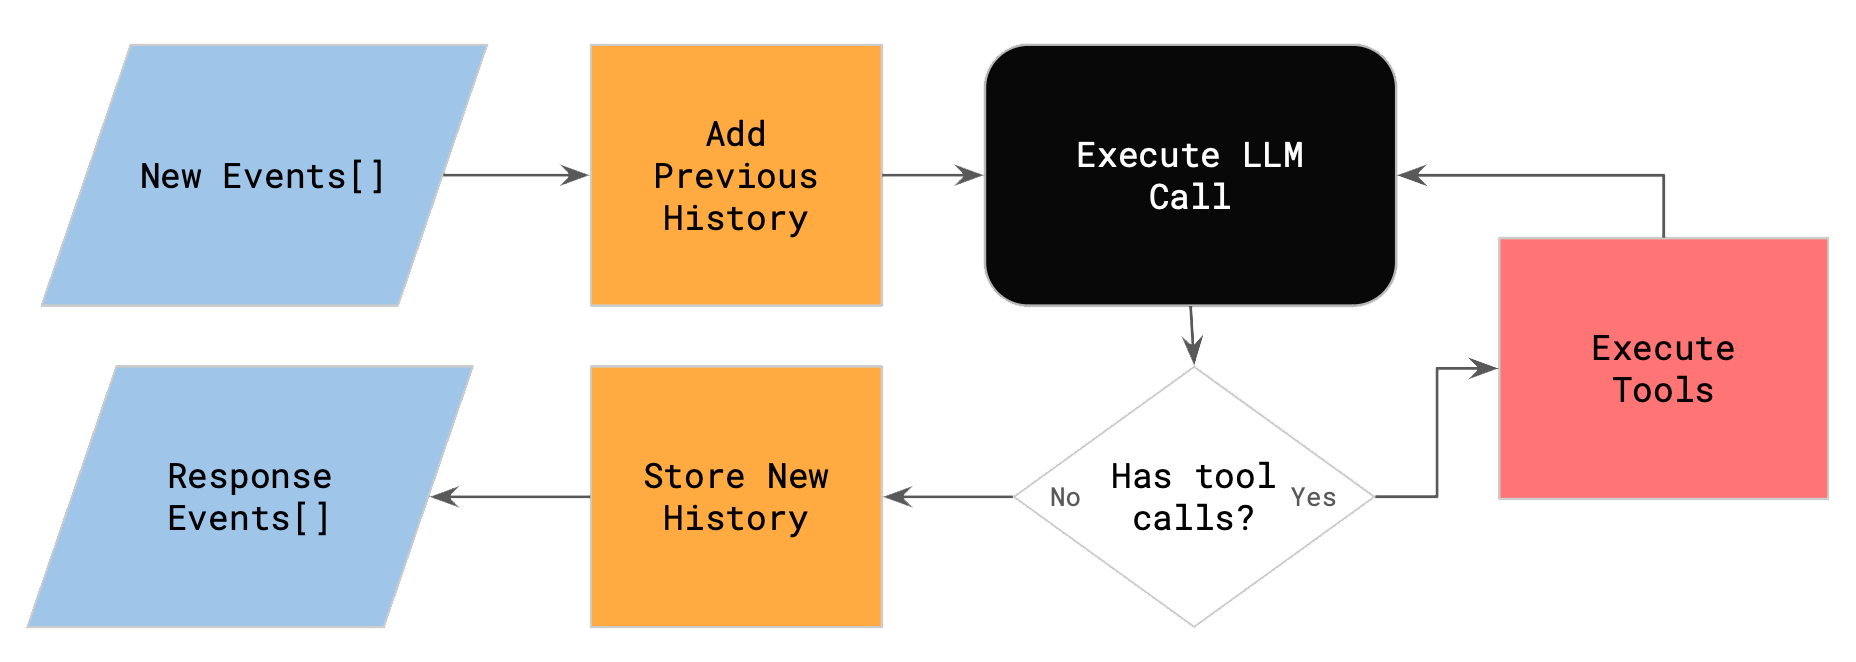 New Events[]
Add
Previous
History
Execute LLM
Call
Execute
Tools
Has tool
calls?
No
Yes
Store New
History
Response
Events[]